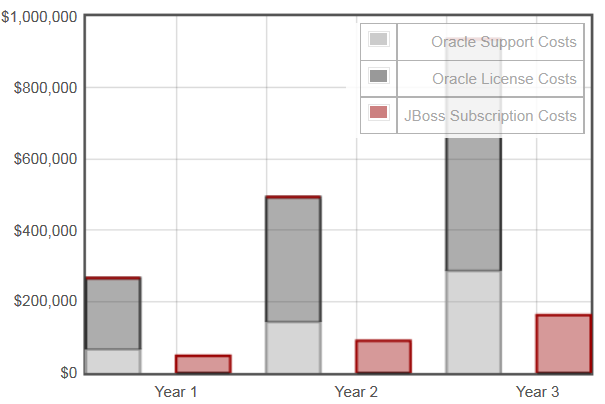 $1,000,000
$800,000
$600,000
$400,000
$200,000
$0
Oracle Support Costs
Oracle License Costs
JBoss Subscription Costs
Year 1
Year 2
Year 3